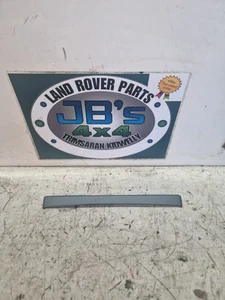 LAND ROVER PARTS
JB's
4x4
TRIMSARAN KIDWELLY